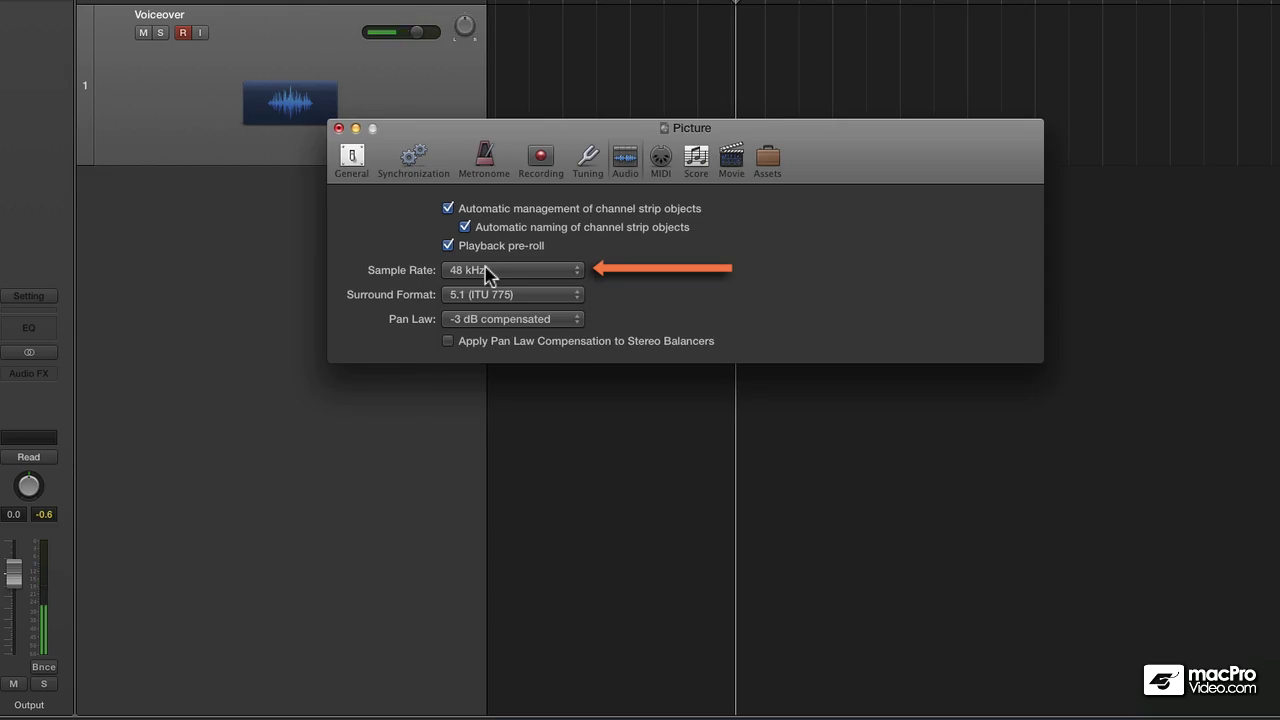 Voiceover
M S R I
L R
1
Picture
General Synchronization Metronome Recording Tuning Audio MIDI Score Movie Assets
Automatic management of channel strip objects
Automatic naming of channel strip objects
Playback pre-roll
Sample Rate: 48 kHz
Surround Format: 5.1 (ITU 775)
Pan Law: -3 dB compensated
Apply Pan Law Compensation to Stereo Balancers
Setting
EQ
Audio FX
Read
0.0 -0.6
Bnce
M S
Output
macPro
Video.com